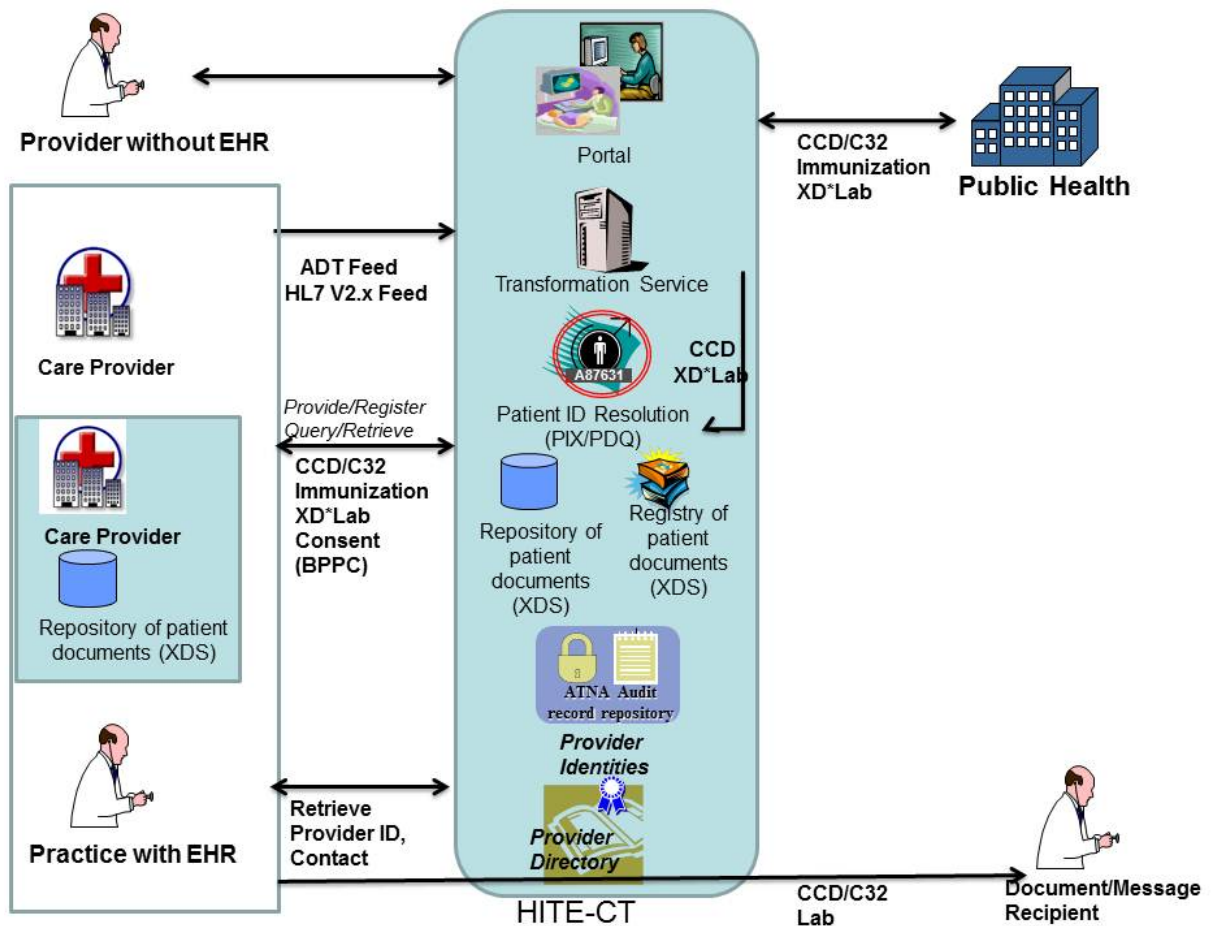 Provider without EHR
Portal
CCD/C32
Immunization
XD*Lab
Public Health
ADT Feed
HL7 V2.x Feed
Care Provider
Transformation Service
A87631
CCD
XD*Lab
Patient ID Resolution
(PIX/PDQ)
Provide/Register
Query/Retrieve
CCD/C32
Immunization
XD*Lab
Consent
(BPPC)
Care Provider
Repository of patient
documents (XDS)
Repository of
patient
documents
(XDS)
Registry of
patient
documents
(XDS)
ATNA Audit
record repository
Provider
Identities
Provider
Directory
Practice with EHR
Retrieve
Provider ID,
Contact
HITE-CT
CCD/C32
Lab
Document/Message
Recipient